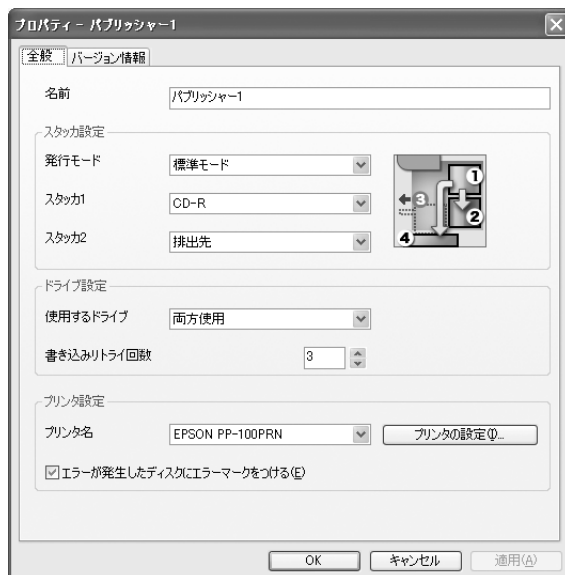 プロパティ - パブリッシャー1
全般 バージョン情報
名前 パブリッシャー1
スタッカ設定
発行モード 標準モード
スタッカ1 CD-R
スタッカ2 排出先
1
3
2
4
ドライブ設定
使用するドライブ 両方使用
書き込みリトライ回数 3
プリンタ設定
プリンタ名 EPSON PP-100PRN プリンタの設定(I)...
エラーが発生したディスクにエラーマークをつける(E)
OK キャンセル 適用(A)